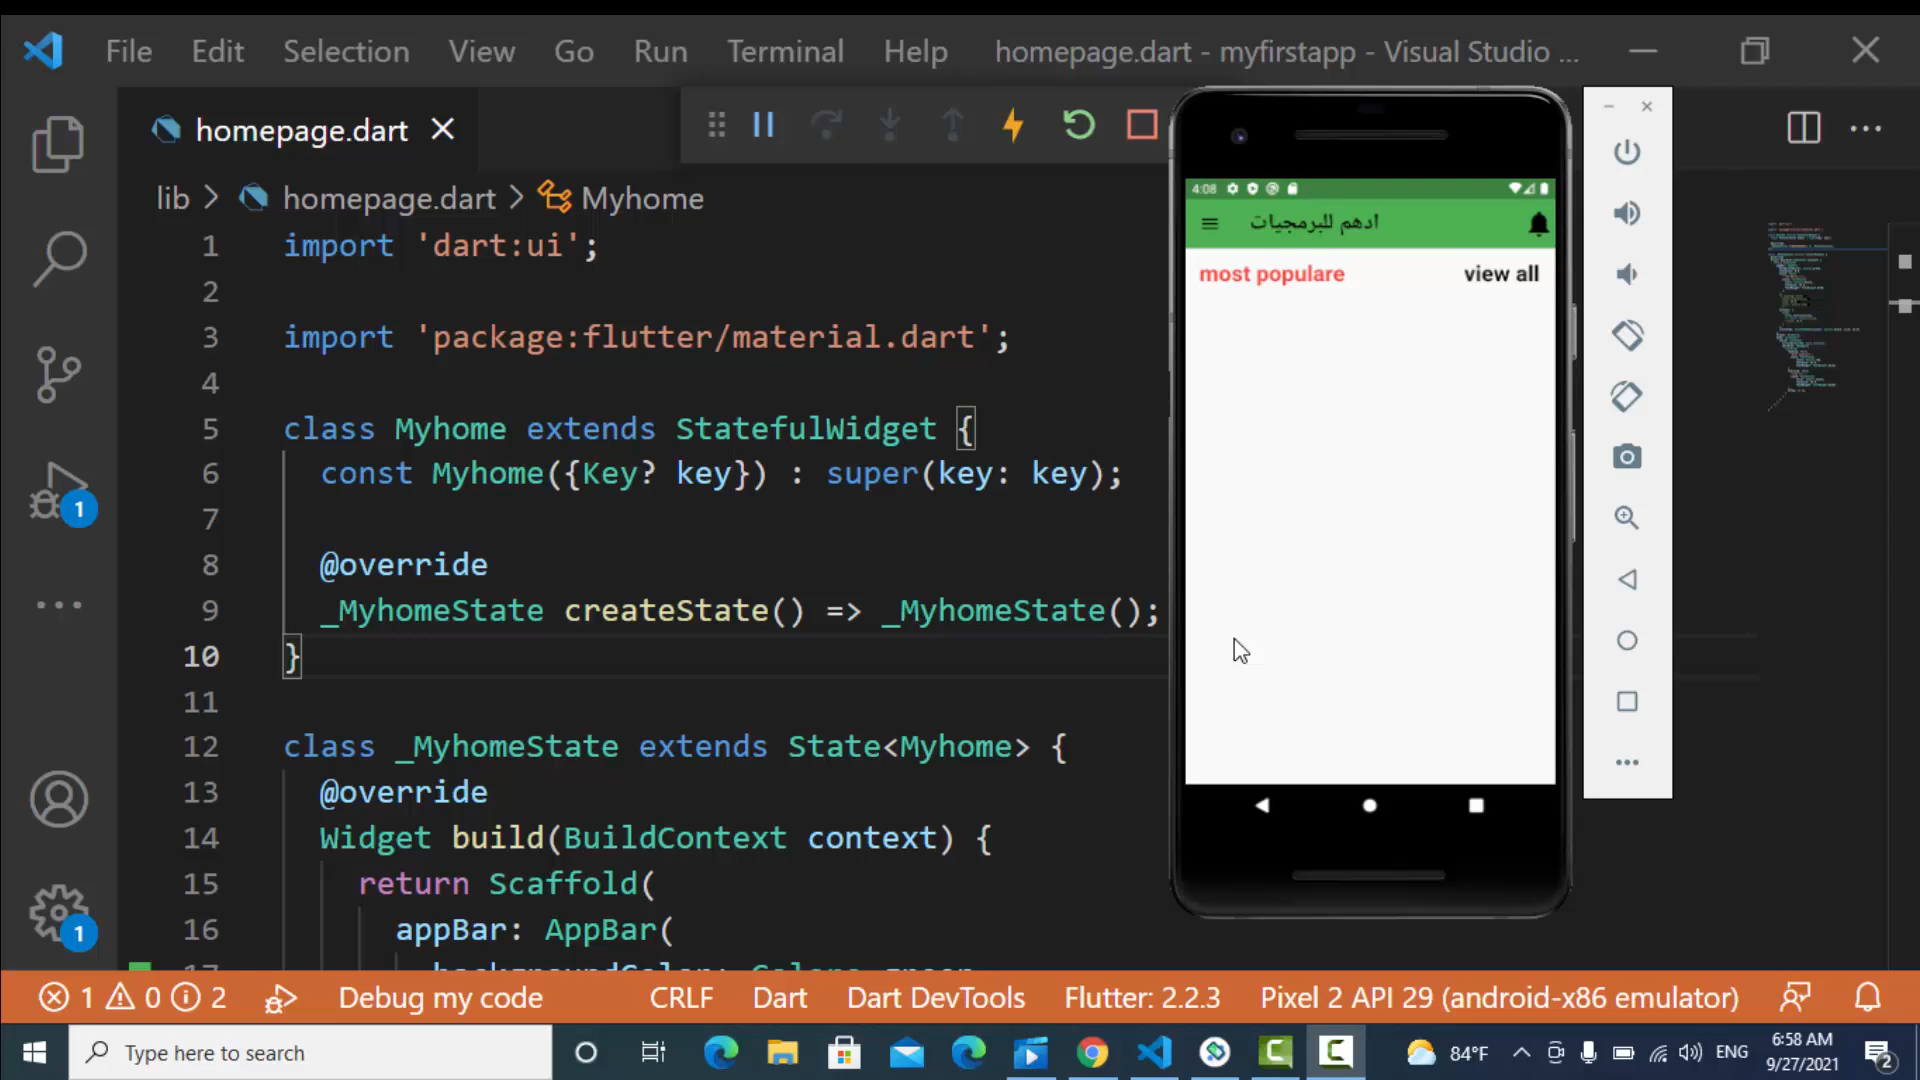 File Edit Selection View Go Run Terminal Help homepage.dart - myfirstapp - Visual Studio ...
homepage.dart
lib > homepage.dart > Myhome
1 import 'dart:ui';
2
3 import 'package:flutter/material.dart';
4
5 class Myhome extends StatefulWidget {
6 const Myhome({Key? key}) : super(key: key);
7
8 @override
9 _MyhomeState createState() => _MyhomeState();
10 }
11
12 class _MyhomeState extends State<Myhome> {
13 @override
14 Widget build(BuildContext context) {
15 return Scaffold(
16 appBar: AppBar(
4:08
ادهم للبرمجيات
most populare view all
1
1
1 0 2 Debug my code CRLF Dart Dart DevTools Flutter: 2.2.3 Pixel 2 API 29 (android-x86 emulator)
Type here to search 84°F ENG 6:58 AM
9/27/2021 2